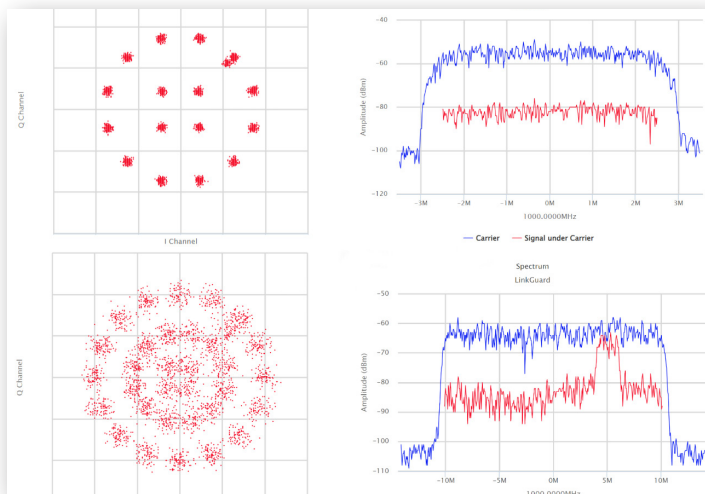 Q Channel
I Channel
Amplitude (dBm)
-40
-60
-80
-100
-120
-3M
-2M
-1M
0M
1M
2M
3M
1000.0000MHz
Carrier
Signal under Carrier
Q Channel
Spectrum
LinkGuard
Amplitude (dBm)
-50
-60
-70
-80
-90
-100
-110
-10M
-5M
0M
5M
10M
1000.0000MHz